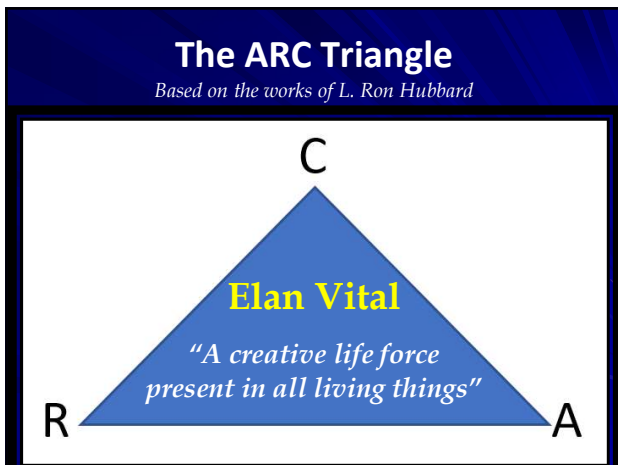 The ARC Triangle
Based on the works of L. Ron Hubbard
C
Elan Vital
“A creative life force
present in all living things”
R A